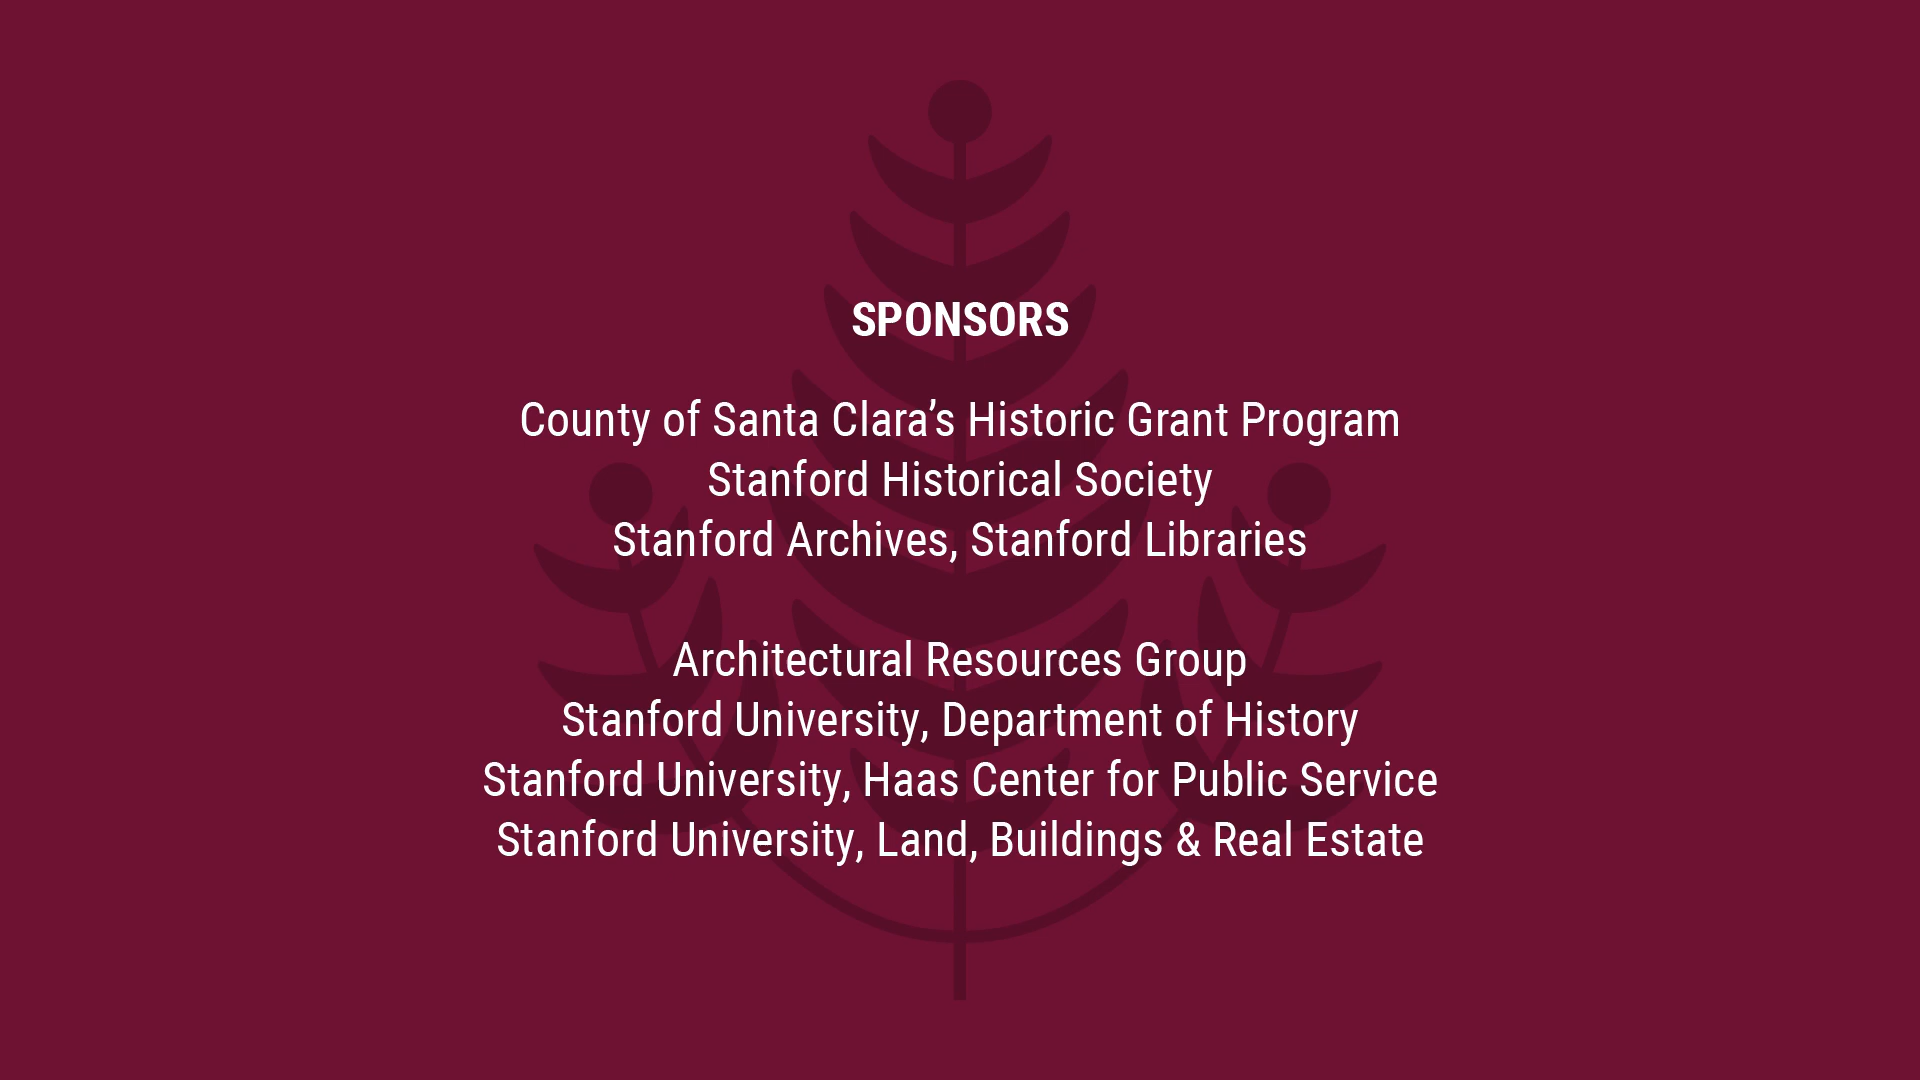 SPONSORS
County of Santa Clara’s Historic Grant Program
Stanford Historical Society
Stanford Archives, Stanford Libraries
Architectural Resources Group
Stanford University, Department of History
Stanford University, Haas Center for Public Service
Stanford University, Land, Buildings & Real Estate